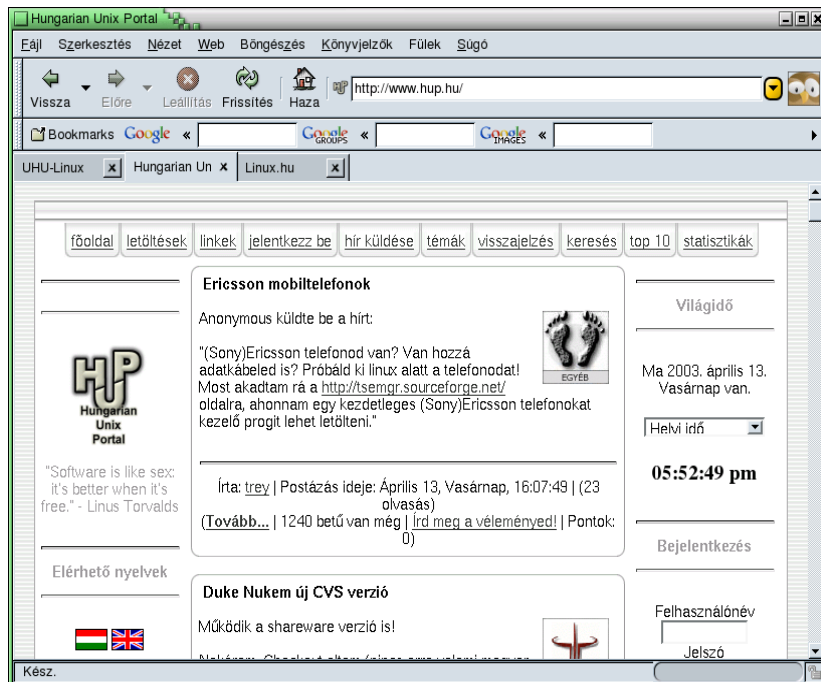 Hungarian Unix Portal
Fájl Szerkesztés Nézet Web Böngészés Könyvjelzők Fülek Súgó
Vissza Előre Leállítás Frissítés Haza http://www.hup.hu/
Bookmarks Google « Google GROUPS « Google IMAGES «
UHU-Linux Hungarian Un Linux.hu
főoldal letöltések linkek jelentkezz be hír küldése témák visszajelzés keresés top 10 statisztikák
HUP
Hungarian
Unix
Portal
"Software is like sex:
it's better when it's
free." - Linus Torvalds
Elérhető nyelvek
Ericsson mobiltelefonok
Anonymous küldte be a hírt:
"(Sony)Ericsson telefonod van? Van hozzá
adatkábeled is? Próbáld ki linux alatt a telefonodat!
Most akadtam rá a http://tsemgr.sourceforge.net/
oldalra, ahonnam egy kezdetleges (Sony)Ericsson telefonokat
kezelő progit lehet letölteni."
EGYÉB
Írta: trey | Postázás ideje: Április 13, Vasárnap, 16:07:49 | (23
olvasás)
(Tovább... | 1240 betű van még | Írd meg a véleményed! | Pontok:
0)
Duke Nukem új CVS verzió
Működik a shareware verzió is!
Világidő
Ma 2003. április 13.
Vasárnap van.
Helyi idő
05:52:49 pm
Bejelentkezés
Felhasználónév
Jelszó
Kész.